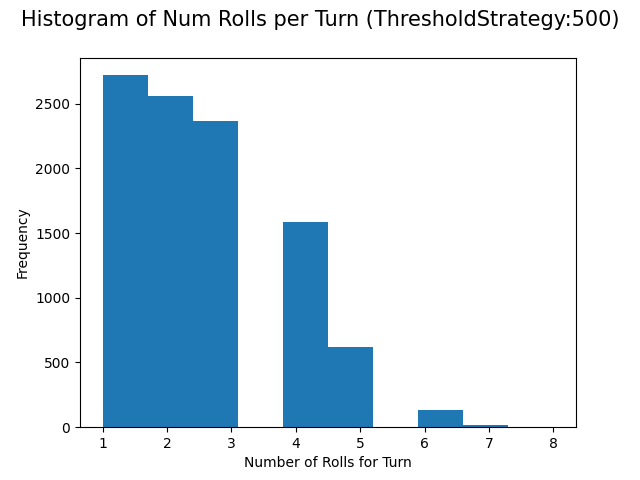 Histogram of Num Rolls per Turn (ThresholdStrategy:500)
2500
2000
1500
1000
500
0
Frequency
1 2 3 4 5 6 7 8
Number of Rolls for Turn